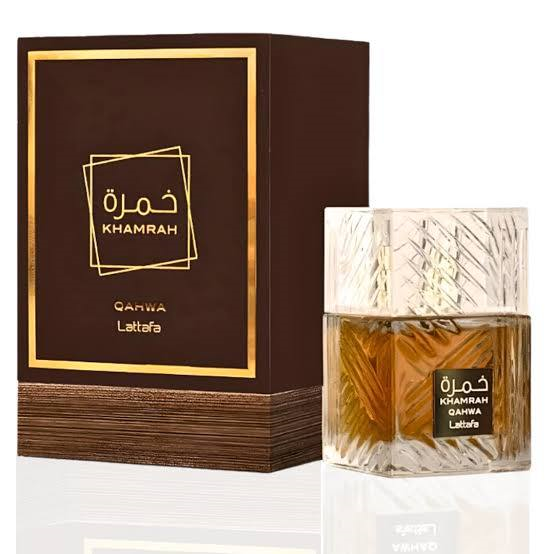 خمرة
KHAMRAH
QAHWA
Lattafa
خمرة
KHAMRAH
QAHWA
Lattafa